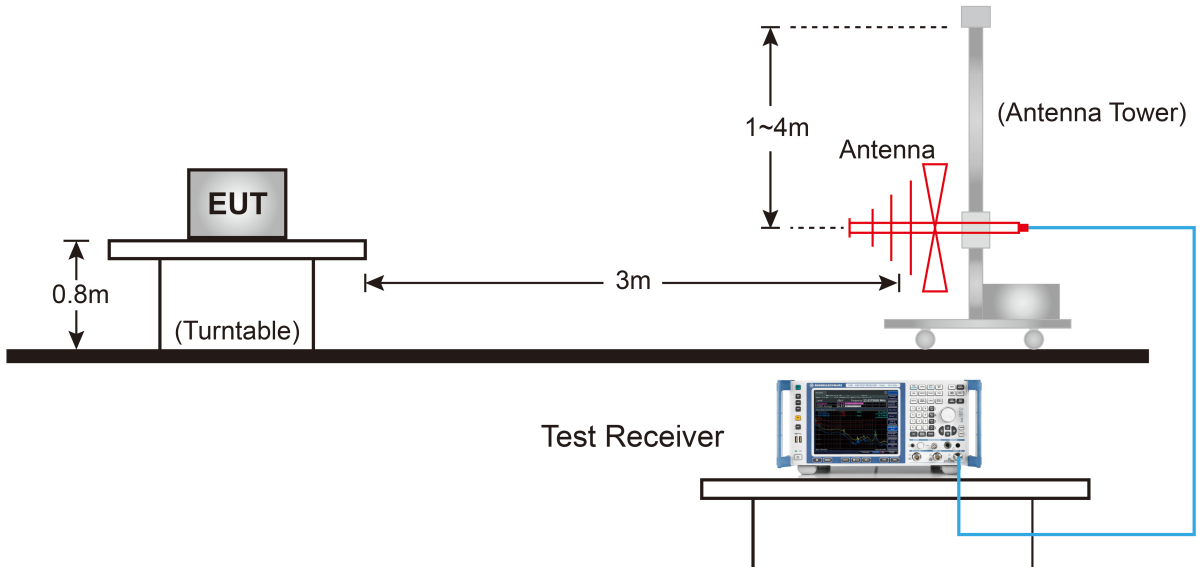 1~4m
(Antenna Tower)
Antenna
EUT
0.8m
3m
(Turntable)
Test Receiver